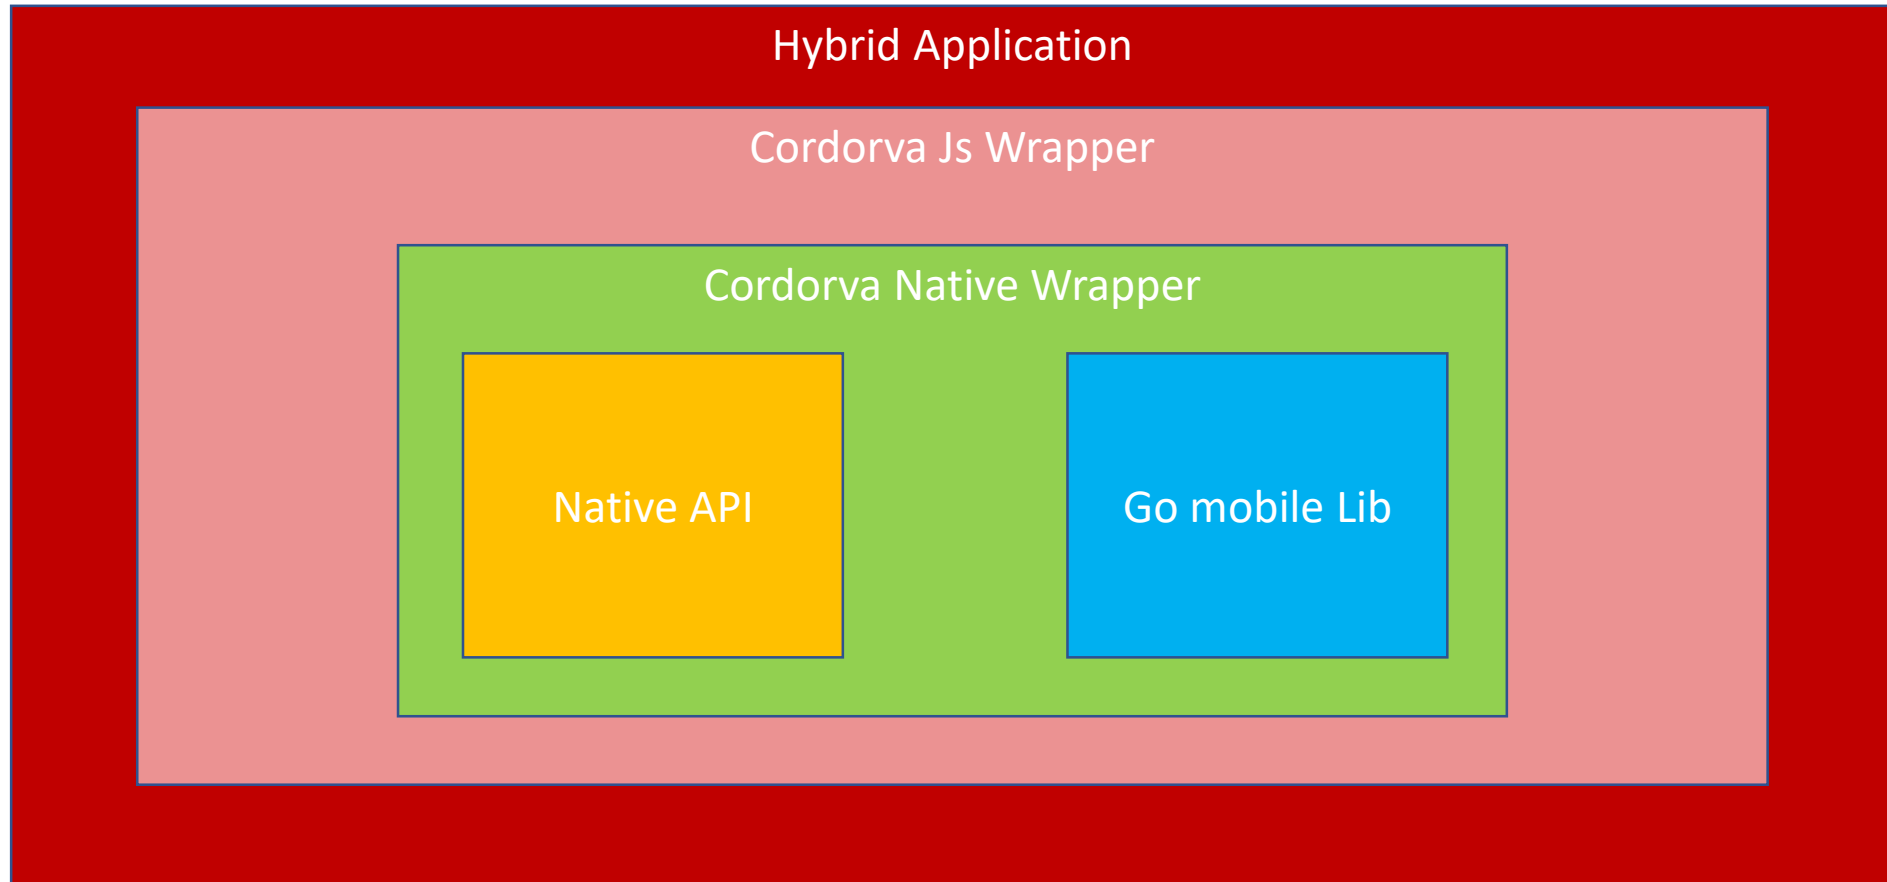 Hybrid Application
Cordorva Js Wrapper
Cordorva Native Wrapper
Native API
Go mobile Lib